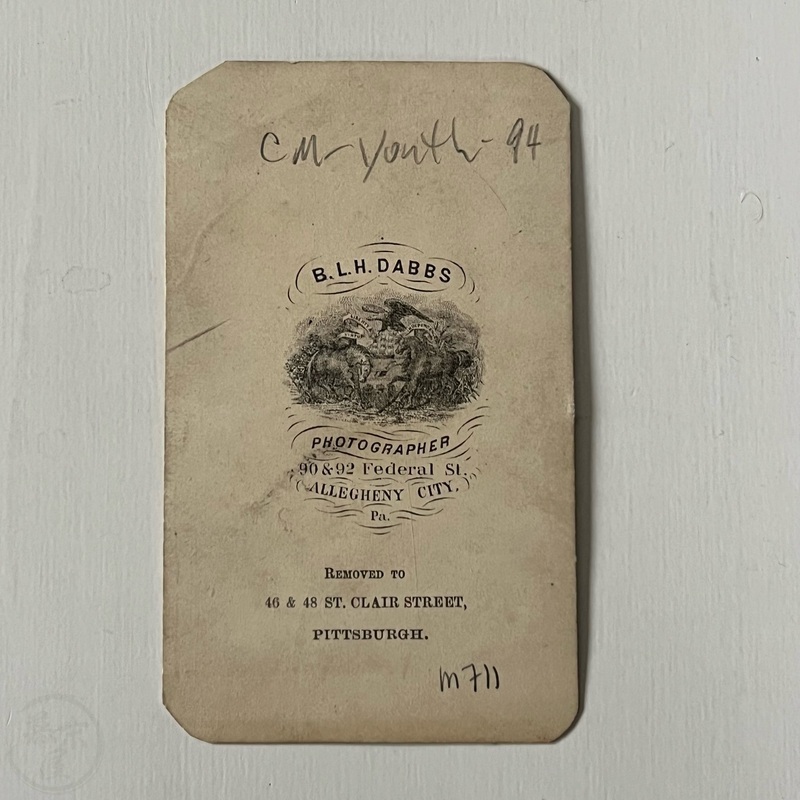 CM Youth - 94
B.L.H. DABBS
PHOTOGRAPHER
90 & 92 Federal St.
ALLEGHENY CITY,
Pa.
REMOVED TO
46 & 48 ST. CLAIR STREET,
PITTSBURGH.
M711